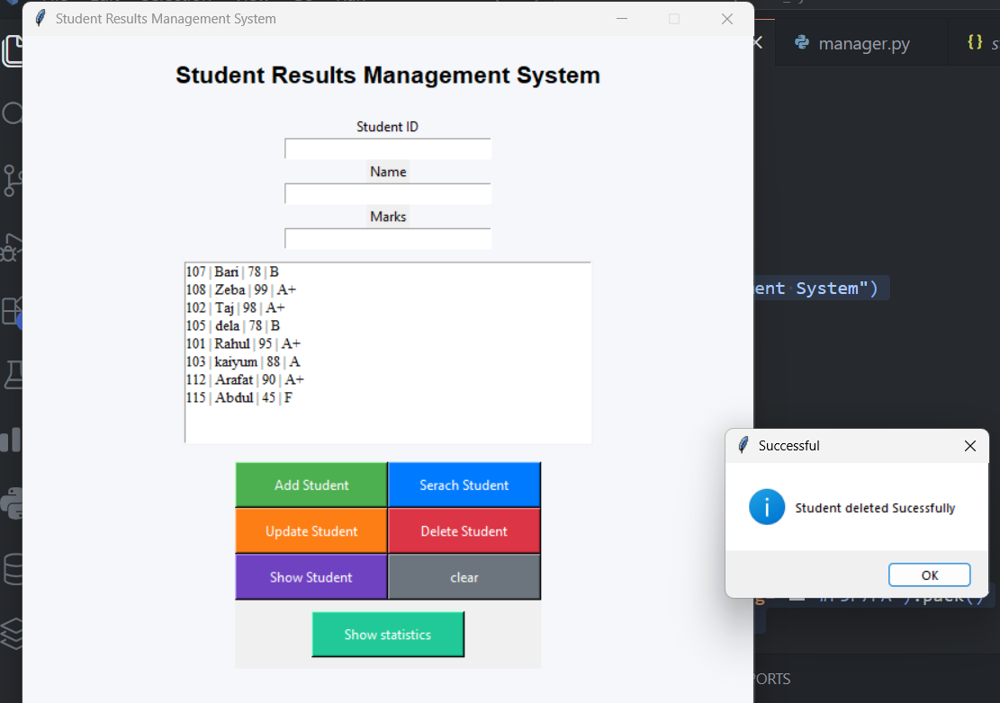 Student Results Management System
manager.py
Student Results Management System
Student ID
Name
Marks
107 | Bari | 78 | B
108 | Zeba | 99 | A+
102 | Taj | 98 | A+
105 | dela | 78 | B
101 | Rahul | 95 | A+
103 | kaiyum | 88 | A
112 | Arafat | 90 | A+
115 | Abdul | 45 | F
ent System")
Add Student
Serach Student
Update Student
Delete Student
Show Student
clear
Show statistics
Successful
Student deleted Sucessfully
OK
.pack()
PORTS